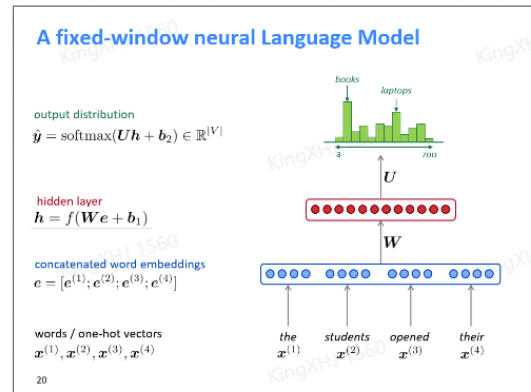 A fixed-window neural Language Model
output distribution
ŷ = softmax(Uh + b₂) ∈ ℝ^|V|
hidden layer
h = f(We + b₁)
concatenated word embeddings
e = [e⁽¹⁾; e⁽²⁾; e⁽³⁾; e⁽⁴⁾]
words / one-hot vectors
x⁽¹⁾, x⁽²⁾, x⁽³⁾, x⁽⁴⁾
books
laptops
a zoo
U
W
the students opened their
x⁽¹⁾ x⁽²⁾ x⁽³⁾ x⁽⁴⁾
20
KingXHJ_1560